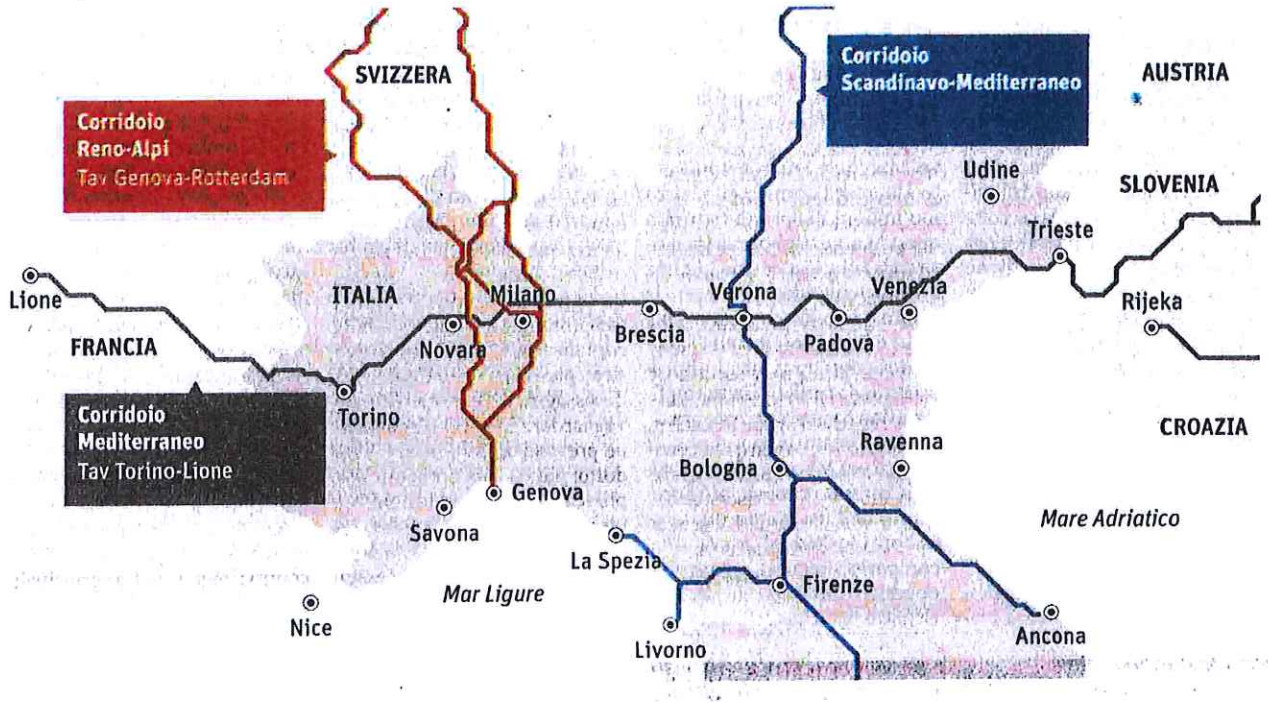 SVIZZERA
Corridoio
Scandinavo-Mediterraneo
AUSTRIA
Corridoio
Reno-Alpi
Tav Genova-Rotterdam
Udine
SLOVENIA
Trieste
Lione
ITALIA
Milano
Verona
Venezia
Rijeka
FRANCIA
Novara
Brescia
Padova
Corridoio
Mediterraneo
Tav Torino-Lione
Torino
Ravenna
CROAZIA
Bologna
Genova
Savona
Mare Adriatico
La Spezia
Firenze
Mar Ligure
Nice
Livorno
Ancona